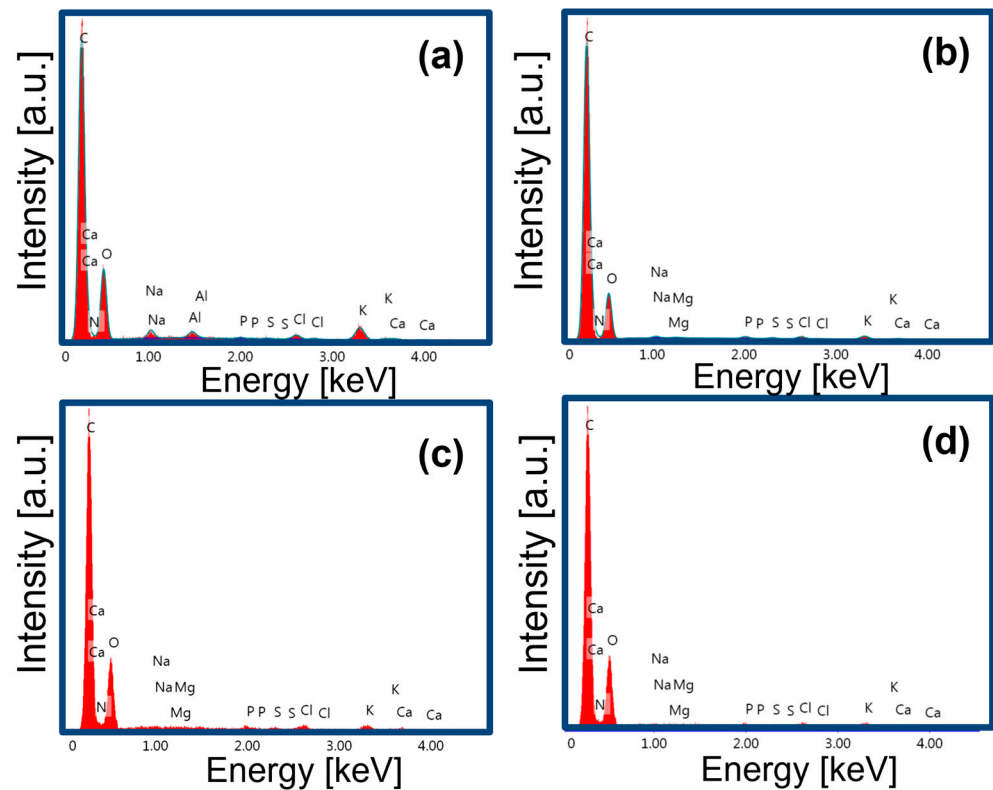 (a)
Intensity [a.u.]
C
Ca
Ca
O
N
Na
Na
Al
Al
P P S S Cl Cl
K
K
Ca Ca
0 1.00 2.00 3.00 4.00
Energy [keV]
(b)
Intensity [a.u.]
C
Ca
Ca
O
N
Na
Na Mg
Mg
P P S S Cl Cl
K
K
Ca Ca
0 1.00 2.00 3.00 4.00
Energy [keV]
(c)
Intensity [a.u.]
C
Ca
Ca
O
N
Na
Na Mg
Mg
P P S S Cl Cl
K
K
Ca Ca
0 1.00 2.00 3.00 4.00
Energy [keV]
(d)
Intensity [a.u.]
C
Ca
Ca
O
N
Na
Na Mg
Mg
P P S S Cl Cl
K
K
Ca Ca
0 1.00 2.00 3.00 4.00
Energy [keV]